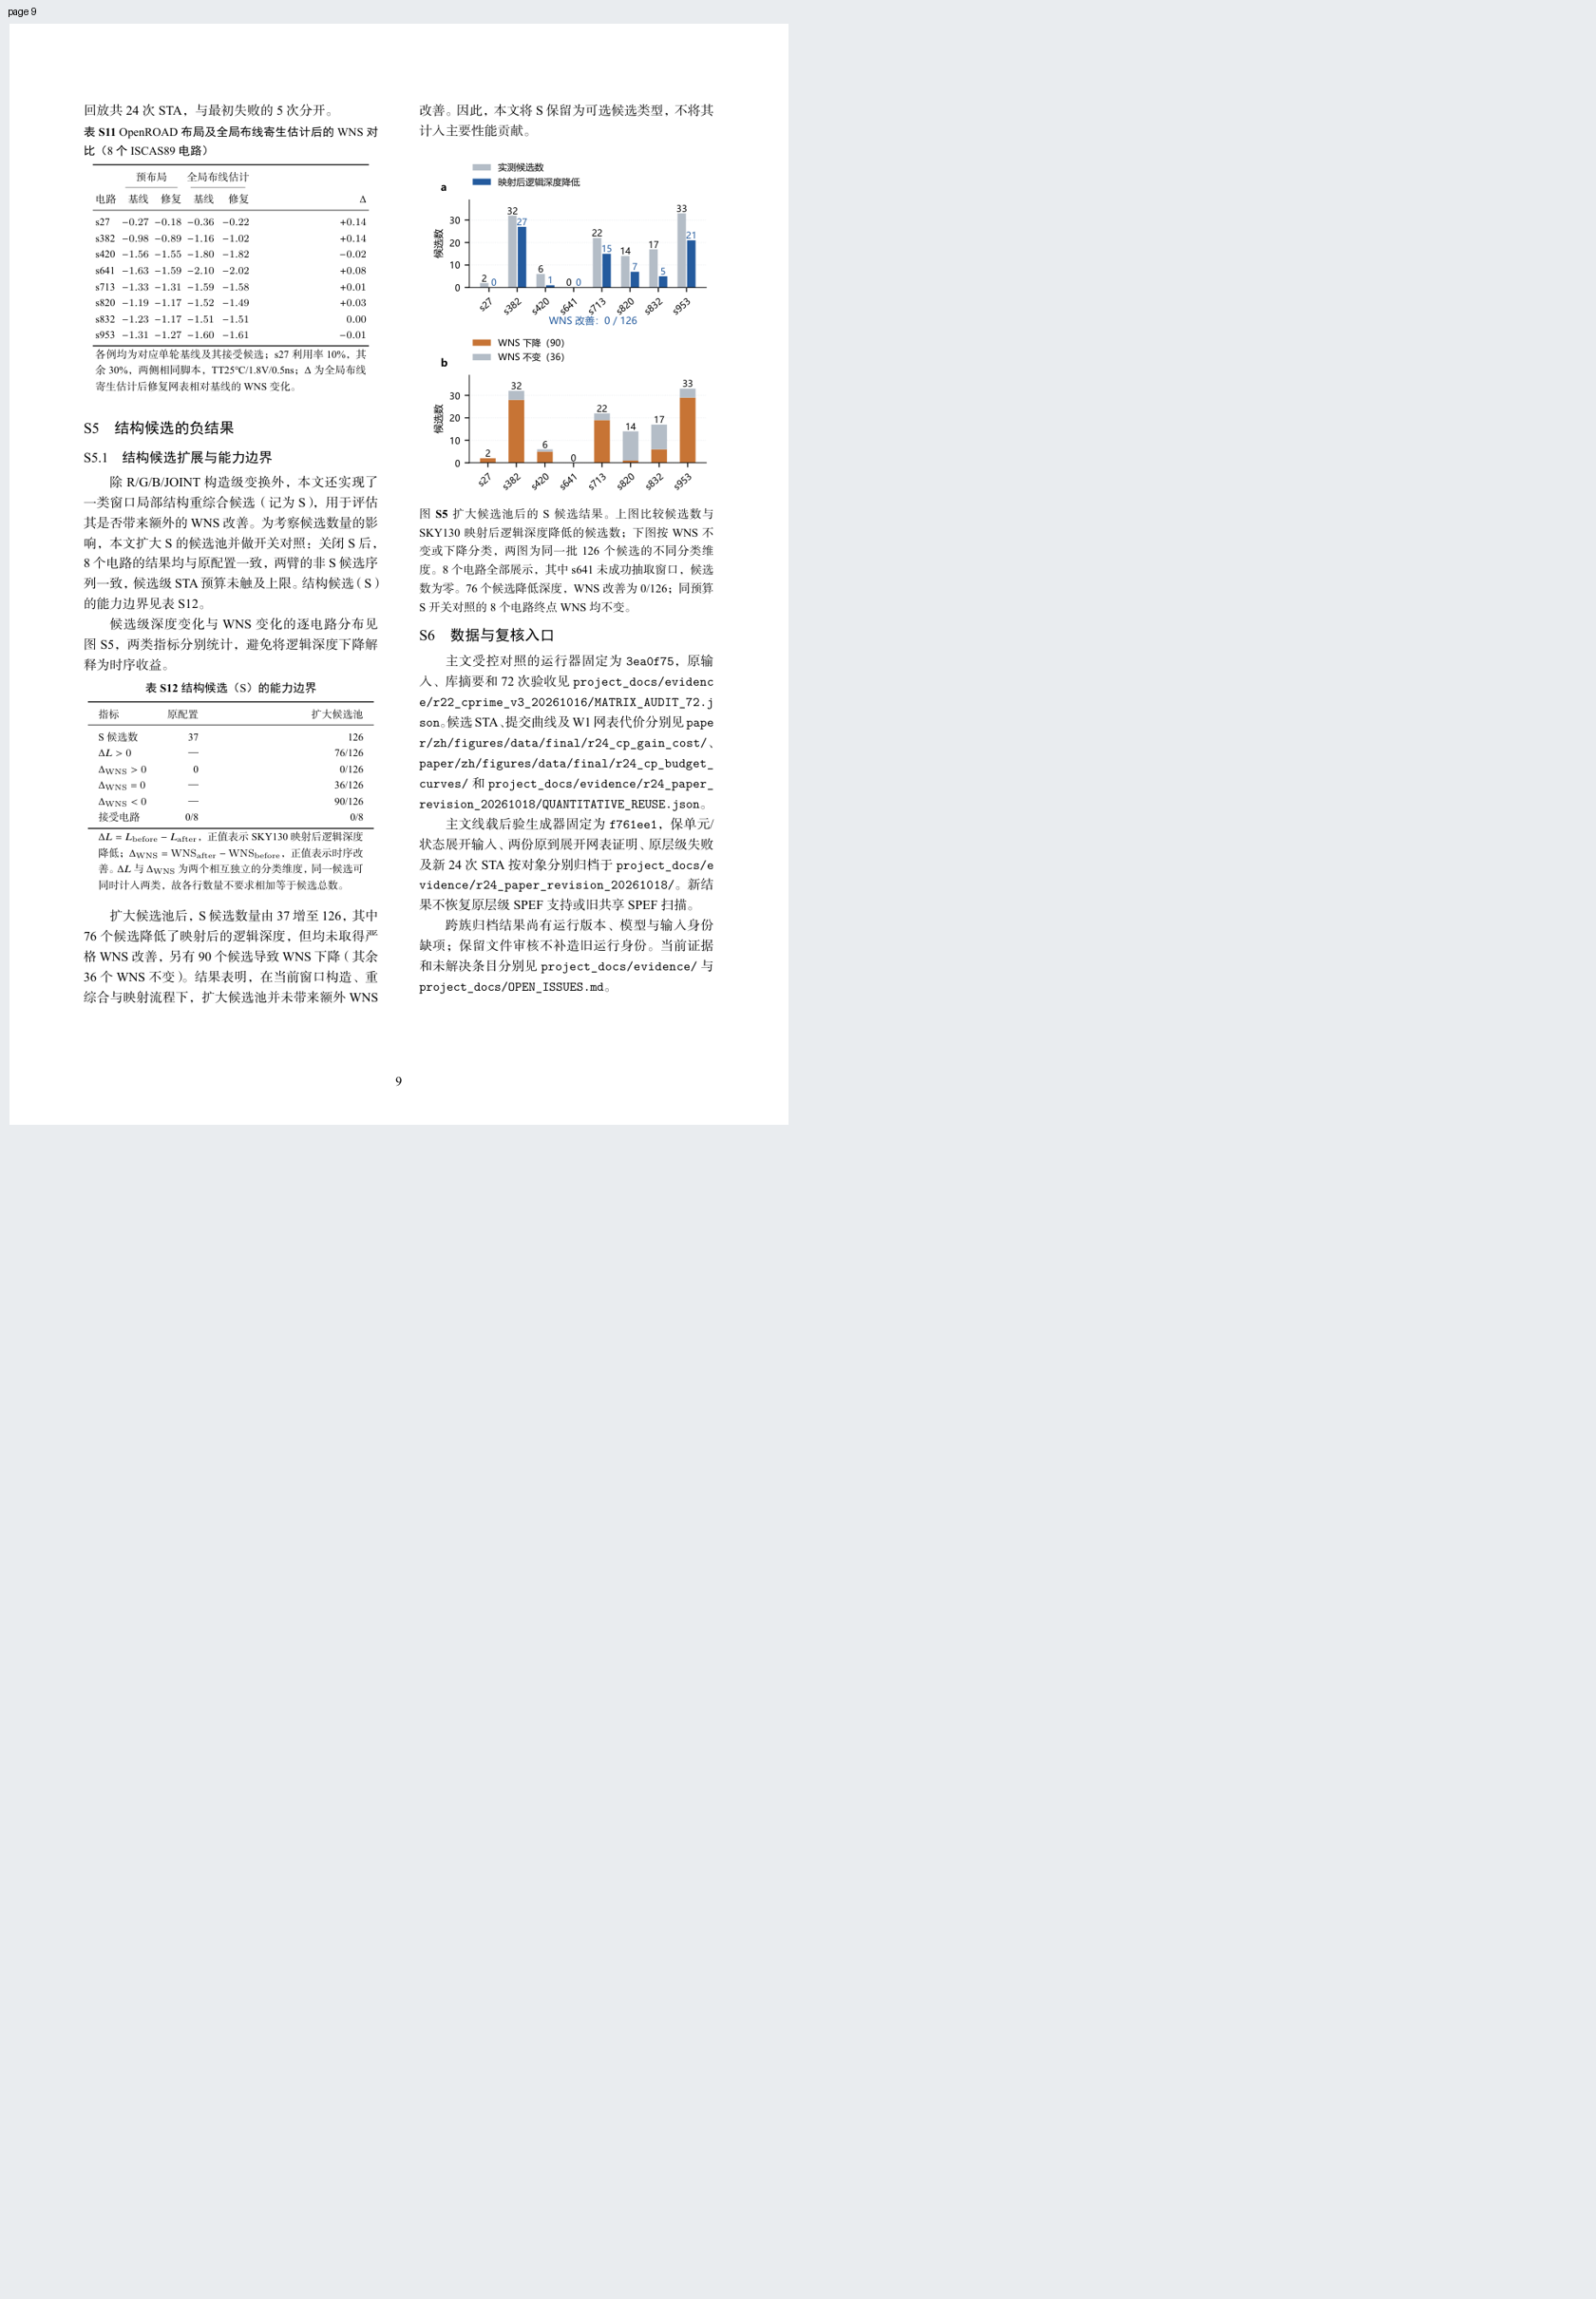 page 9
回放共 24 次 STA，与最初失败的 5 次分开。
表 S11 OpenROAD 布局及全局布线寄生估计后的 WNS 对
比（8 个 ISCAS89 电路）
预布局 全局布线估计
电路 基线 修复 基线 修复 Δ
s27 −0.27 −0.18 −0.36 −0.22 +0.14
s382 −0.98 −0.89 −1.16 −1.02 +0.14
s420 −1.56 −1.55 −1.80 −1.82 −0.02
s641 −1.63 −1.59 −2.10 −2.02 +0.08
s713 −1.33 −1.31 −1.59 −1.58 +0.01
s820 −1.19 −1.17 −1.52 −1.49 +0.03
s832 −1.23 −1.17 −1.51 −1.51 0.00
s953 −1.31 −1.27 −1.60 −1.61 −0.01
各例均为对应单轮基线及其接受候选；s27 利用率 10%，其
余 30%，两侧相同脚本，TT25°C/1.8V/0.5ns；Δ 为全局布线
寄生估计后修复网表相对基线的 WNS 变化。
S5 结构候选的负结果
S5.1 结构候选扩展与能力边界
除 R/G/B/JOINT 构造级变换外，本文还实现了
一类窗口局部结构重综合候选（记为 S），用于评估
其是否带来额外的 WNS 改善。为考察候选数量的影
响，本文扩大 S 的候选池并做开关对照：关闭 S 后，
8 个电路的结果均与原配置一致，两臂的非 S 候选序
列一致，候选级 STA 预算未触及上限。结构候选（S）
的能力边界见表 S12。
候选级深度变化与 WNS 变化的逐电路分布见
图 S5，两类指标分别统计，避免将逻辑深度下降解
释为时序收益。
表 S12 结构候选（S）的能力边界
指标 原配置 扩大候选池
S 候选数 37 126
ΔL > 0 — 76/126
ΔWNS > 0 0 0/126
ΔWNS = 0 — 36/126
ΔWNS < 0 — 90/126
接受电路 0/8 0/8
ΔL = Lbefore − Lafter，正值表示 SKY130 映射后逻辑深度
降低；ΔWNS = WNSafter − WNSbefore，正值表示时序改
善。ΔL 与 ΔWNS 为两个相互独立的分类维度，同一候选可
同时计入两类，故各行数量不要求相加等于候选总数。
扩大候选池后，S 候选数量由 37 增至 126，其中
76 个候选降低了映射后的逻辑深度，但均未取得严
格 WNS 改善，另有 90 个候选导致 WNS 下降（其余
36 个 WNS 不变）。结果表明，在当前窗口构造、重
综合与映射流程下，扩大候选池并未带来额外 WNS
改善。因此，本文将 S 保留为可选候选类型，不将其
计入主要性能贡献。
实测候选数
映射后逻辑深度降低
a
候选数
30
20
10
0
2 0 32 27 6 1 0 0 22 15 14 7 17 5 33 21
s27 s382 s420 s641 s713 s820 s832 s953
WNS 改善：0 / 126
WNS 下降 (90)
WNS 不变 (36)
b
候选数
30
20
10
0
2 32 6 0 22 14 17 33
s27 s382 s420 s641 s713 s820 s832 s953
图 S5 扩大候选池后的 S 候选结果。上图比较候选数与
SKY130 映射后逻辑深度降低的候选数；下图按 WNS 不
变或下降分类，两图为同一批 126 个候选的不同分类维
度。8 个电路全部展示，其中 s641 未成功抽取窗口，候选
数为零。76 个候选降低深度，WNS 改善为 0/126；同预算
S 开关对照的 8 个电路终点 WNS 均不变。
S6 数据与复核入口
主文受控对照的运行器固定为 3ea0f75，原输
入、库摘要和 72 次验收见 project_docs/evidenc
e/r22_cprime_v3_20261016/MATRIX_AUDIT_72.j
son。候选 STA、提交曲线及 W1 网表代价分别见 pape
r/zh/figures/data/final/r24_cp_gain_cost/、
paper/zh/figures/data/final/r24_cp_budget_
curves/ 和 project_docs/evidence/r24_paper_
revision_20261018/QUANTITATIVE_REUSE.json。
主文线载后验生成器固定为 f761ee1，保单元/
状态展开输入、两份原到展开网表证明、原层级失败
及新 24 次 STA 按对象分别归档于 project_docs/e
vidence/r24_paper_revision_20261018/。新结
果不恢复原层级 SPEF 支持或旧共享 SPEF 扫描。
跨族归档结果尚有运行版本、模型与输入身份
缺项；保留文件审核不补造旧运行身份。当前证据
和未解决条目分别见 project_docs/evidence/ 与
project_docs/OPEN_ISSUES.md。
9